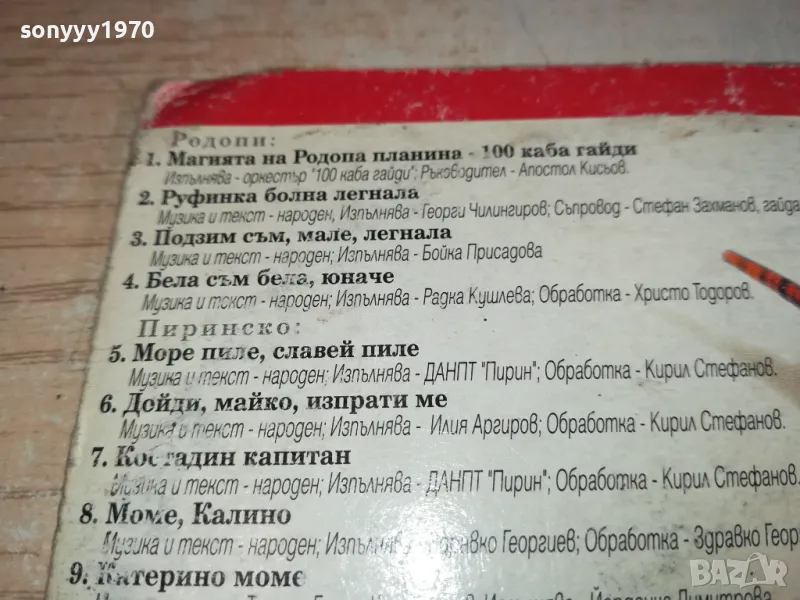 sonyyy1970
Родопи:
1. Магията на Родопа планина - 100 каба гайди
Изпълнява - оркестър "100 каба гайди"; Ръководител - Апостол Кисьов.
2. Руфинка болна легнала
Музика и текст - народен, Изпълнява - Георги Чилингиров; Съпровод - Стефан Захманов, гайда
3. Подзим съм, мале, легнала
Музика и текст - народен; Изпълнява - Бойка Присадова
4. Бела съм бела, юначе
Музика и текст - народен; Изпълнява - Радка Кушлева; Обработка - Христо Тодоров.
Пиринско:
5. Море пиле, славей пиле
Музика и текст - народен; Изпълнява - ДАНПТ "Пирин"; Обработка - Кирил Стефанов.
6. Дойди, майко, изпрати ме
Музика и текст - народен; Изпълнява - Илия Аргиров; Обработка - Кирил Стефанов.
7. Костадин капитан
Музика и текст - народен; Изпълнява - ДАНПТ "Пирин"; Обработка - Кирил Стефанов.
8. Моме, Калино
Музика и текст - народен; Изпълнява - Здравко Георгиев; Обработка - Здравко Геор
9. Катерино моме
Йорданка Димитрова
BAZAR